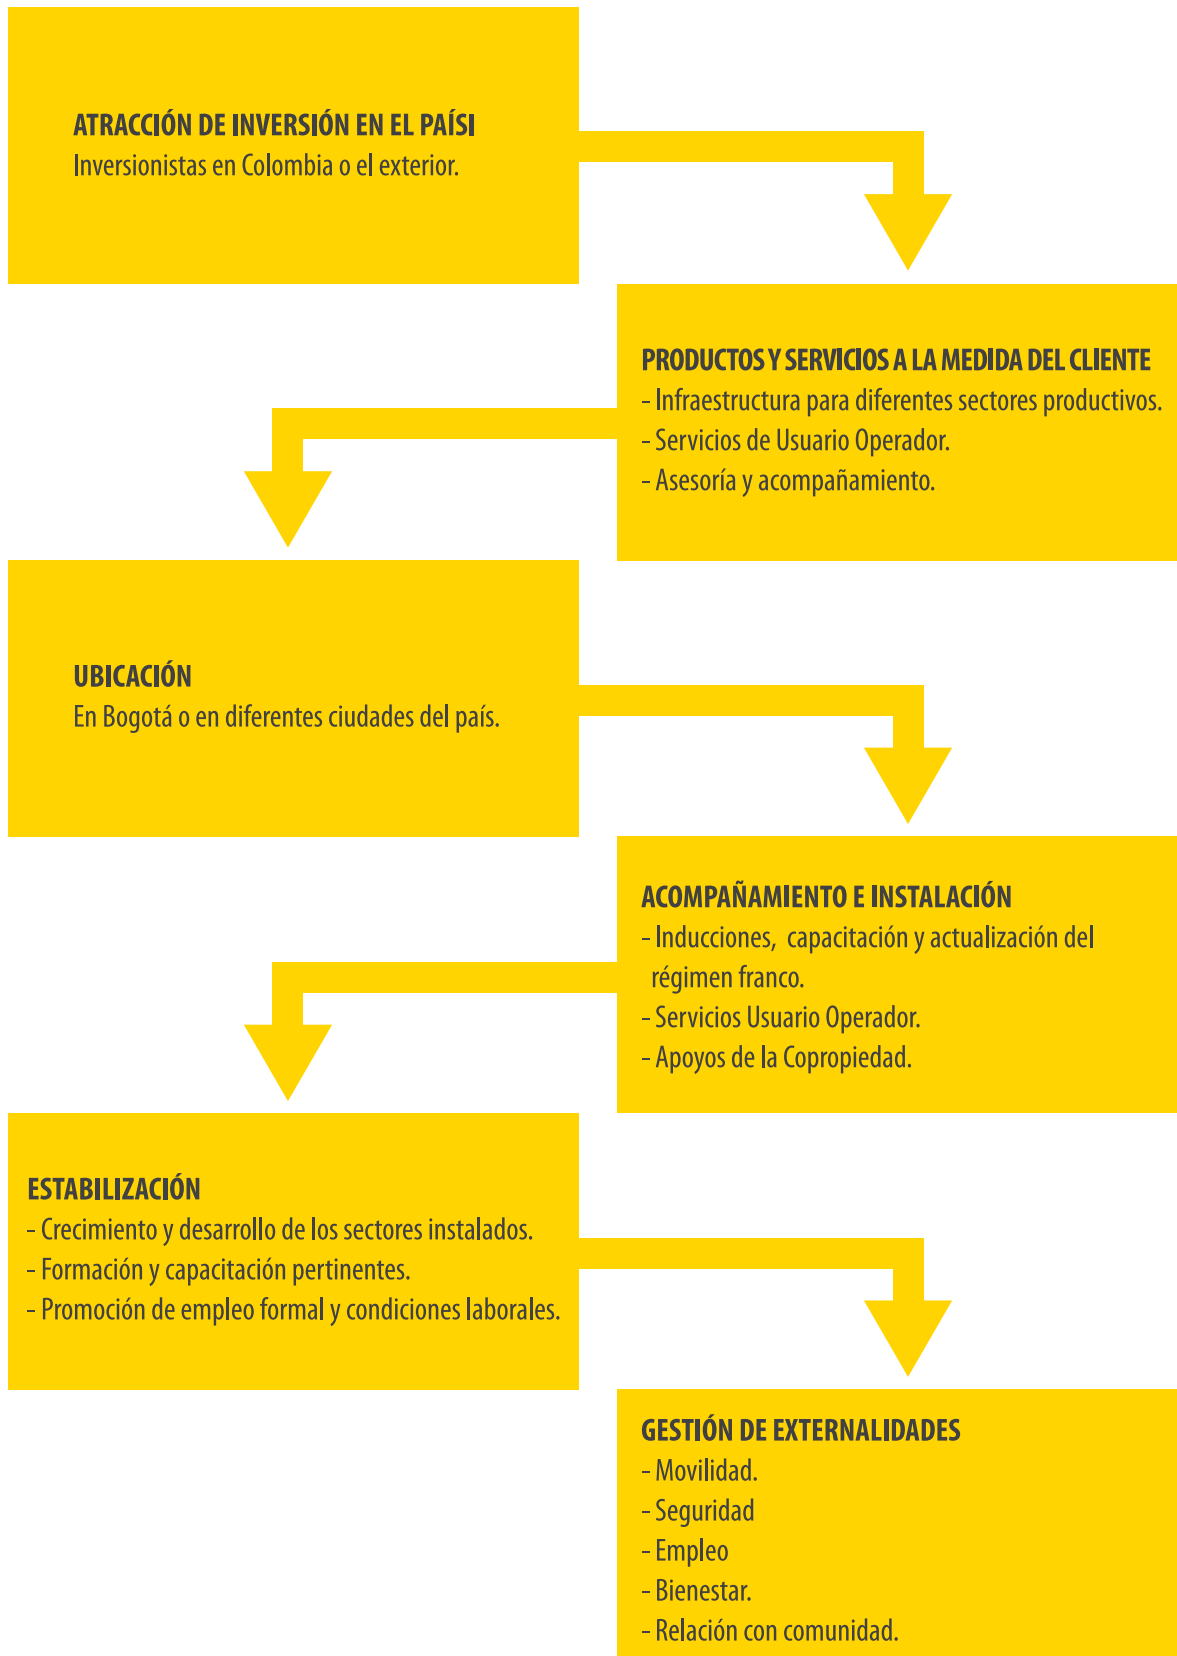 ATRACCIÓN DE INVERSIÓN EN EL PAÍSI
Inversionistas en Colombia o el exterior.
PRODUCTOS Y SERVICIOS A LA MEDIDA DEL CLIENTE
- Infraestructura para diferentes sectores productivos.
- Servicios de Usuario Operador.
- Asesoría y acompañamiento.
UBICACIÓN
En Bogotá o en diferentes ciudades del país.
ACOMPAÑAMIENTO E INSTALACIÓN
- Inducciones, capacitación y actualización del
régimen franco.
- Servicios Usuario Operador.
- Apoyos de la Copropiedad.
ESTABILIZACIÓN
- Crecimiento y desarrollo de los sectores instalados.
- Formación y capacitación pertinentes.
- Promoción de empleo formal y condiciones laborales.
GESTIÓN DE EXTERNALIDADES
- Movilidad.
- Seguridad
- Empleo
- Bienestar.
- Relación con comunidad.